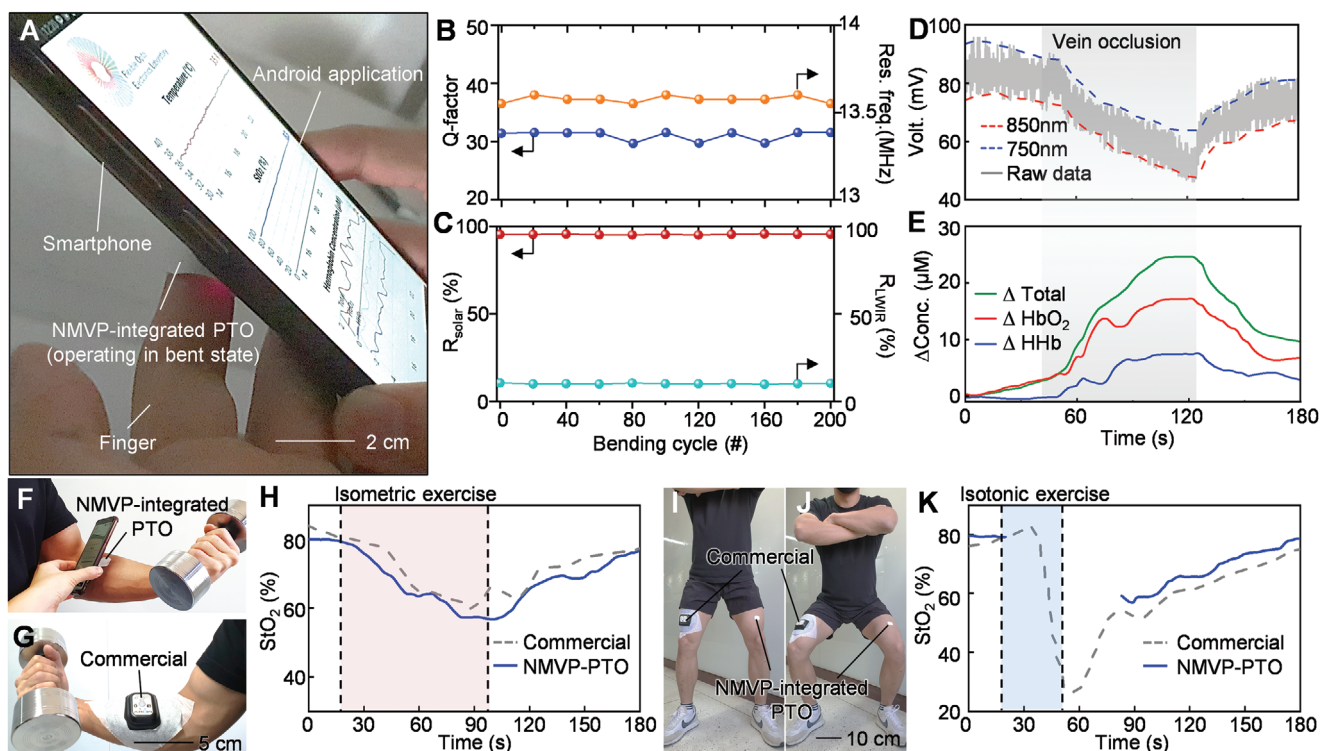 A
Temperature (°C)
StO2 (%)
Hemoglobin Concentration (μM)
Android application
Smartphone
NMVP-integrated PTO
(operating in bent state)
Finger
2 cm
B
50
40
30
20
Q-factor
14
13.6
13.4
13
Res. freq.(MHz)
C
100
50
0
R_solar (%)
100
50
0
R_LWIR (%)
0 40 80 120 160 200
Bending cycle (#)
D
100
80
60
40
Volt. (mV)
Vein occlusion
850nm
750nm
Raw data
E
30
20
10
0
ΔConc. (μM)
Δ Total
Δ HbO₂
Δ HHb
0 60 120 180
Time (s)
F
NMVP-integrated
PTO
G
Commercial
5 cm
H
Isometric exercise
80
60
40
StO₂ (%)
Commercial
NMVP-PTO
0 30 60 90 120 150 180
Time (s)
I
J
Commercial
NMVP-integrated
PTO
10 cm
K
Isotonic exercise
80
60
40
20
StO₂ (%)
Commercial
NMVP-PTO
0 30 60 90 120 150 180
Time (s)